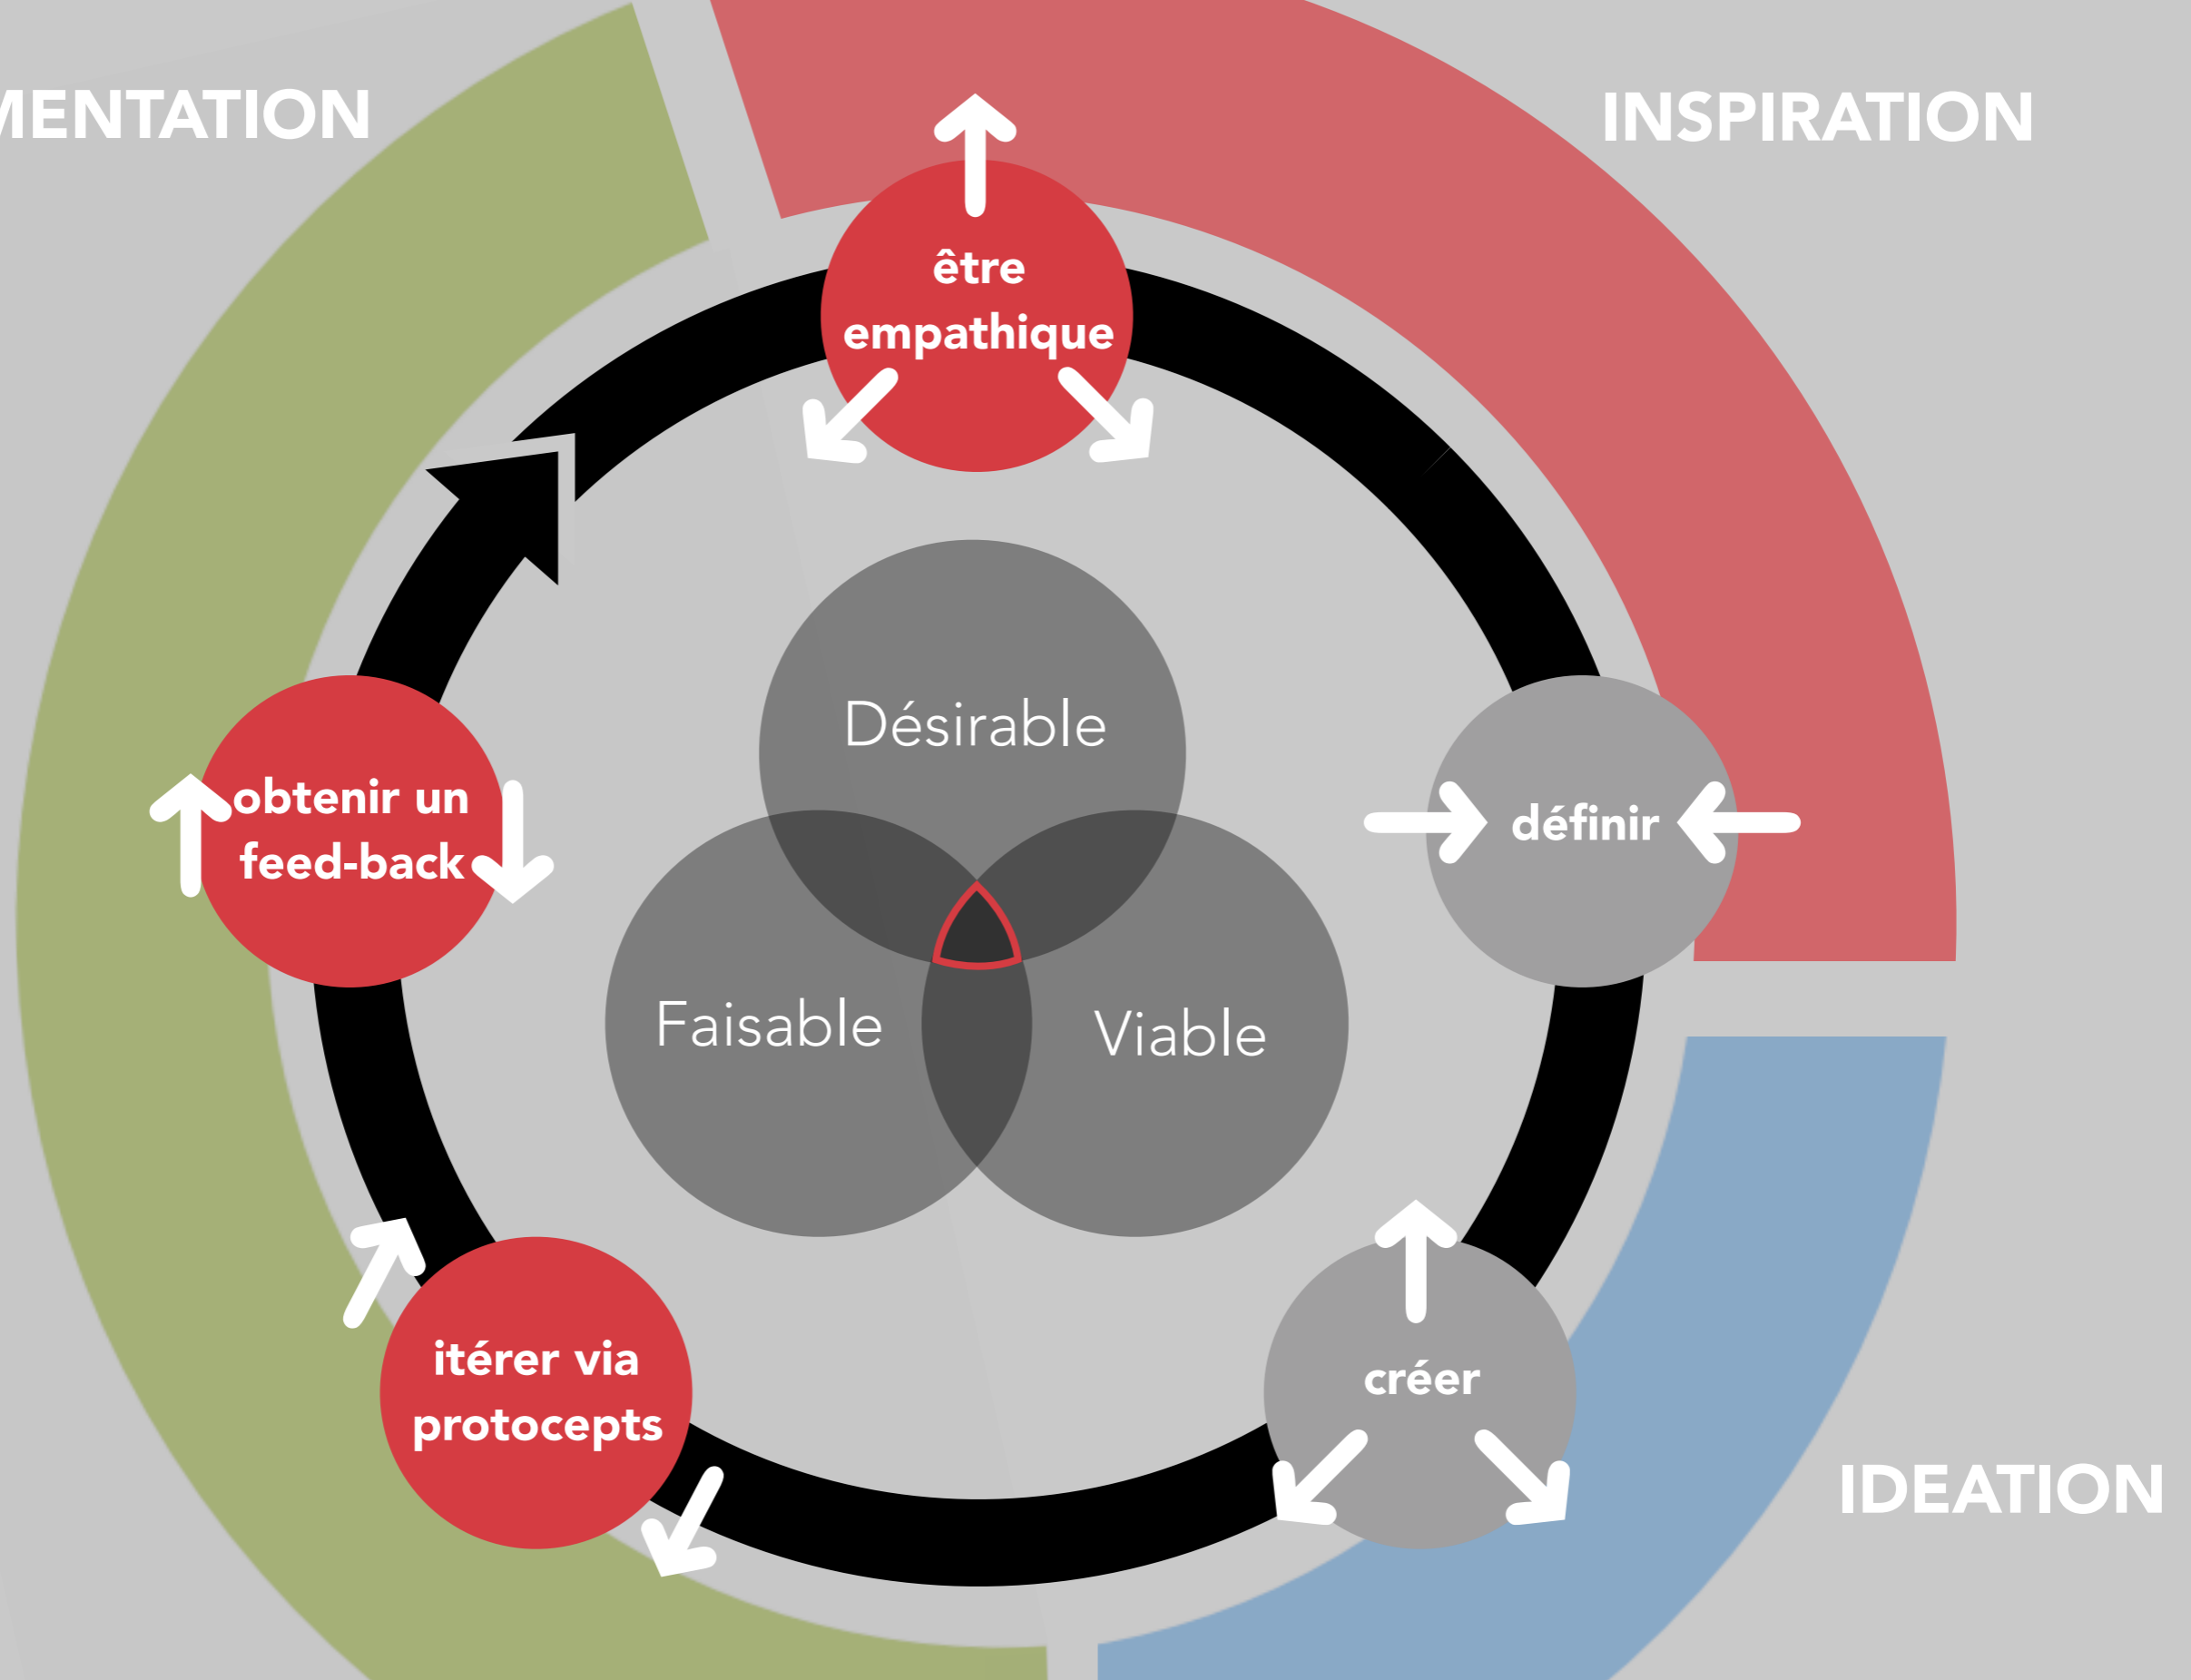 MENTATION
INSPIRATION
être
empathique
Désirable
obtenir un
feed-back
définir
Faisable
Viable
itérer via
protocepts
créer
IDEATION